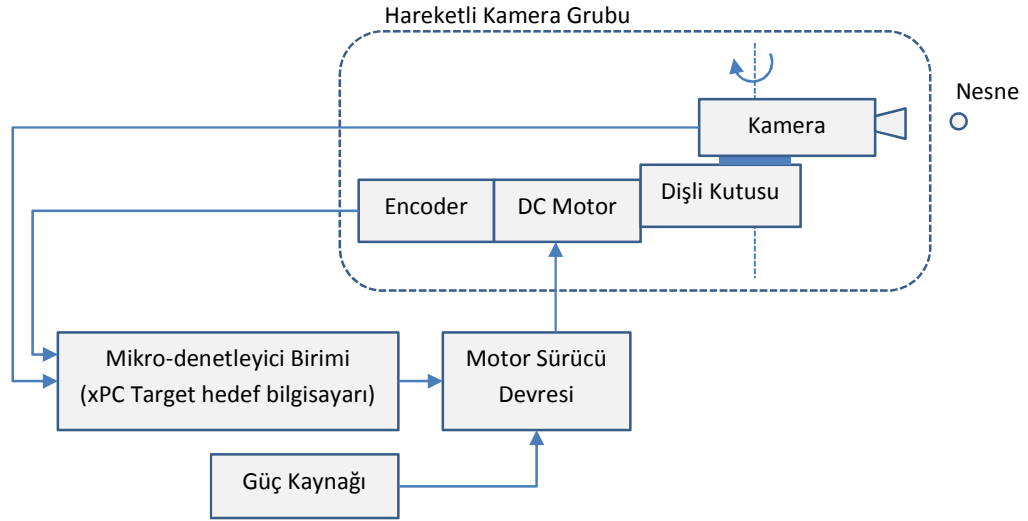 Hareketli Kamera Grubu
Nesne
Kamera
Dişli Kutusu
Encoder
DC Motor
Mikro-denetleyici Birimi
(xPC Target hedef bilgisayarı)
Motor Sürücü
Devresi
Güç Kaynağı